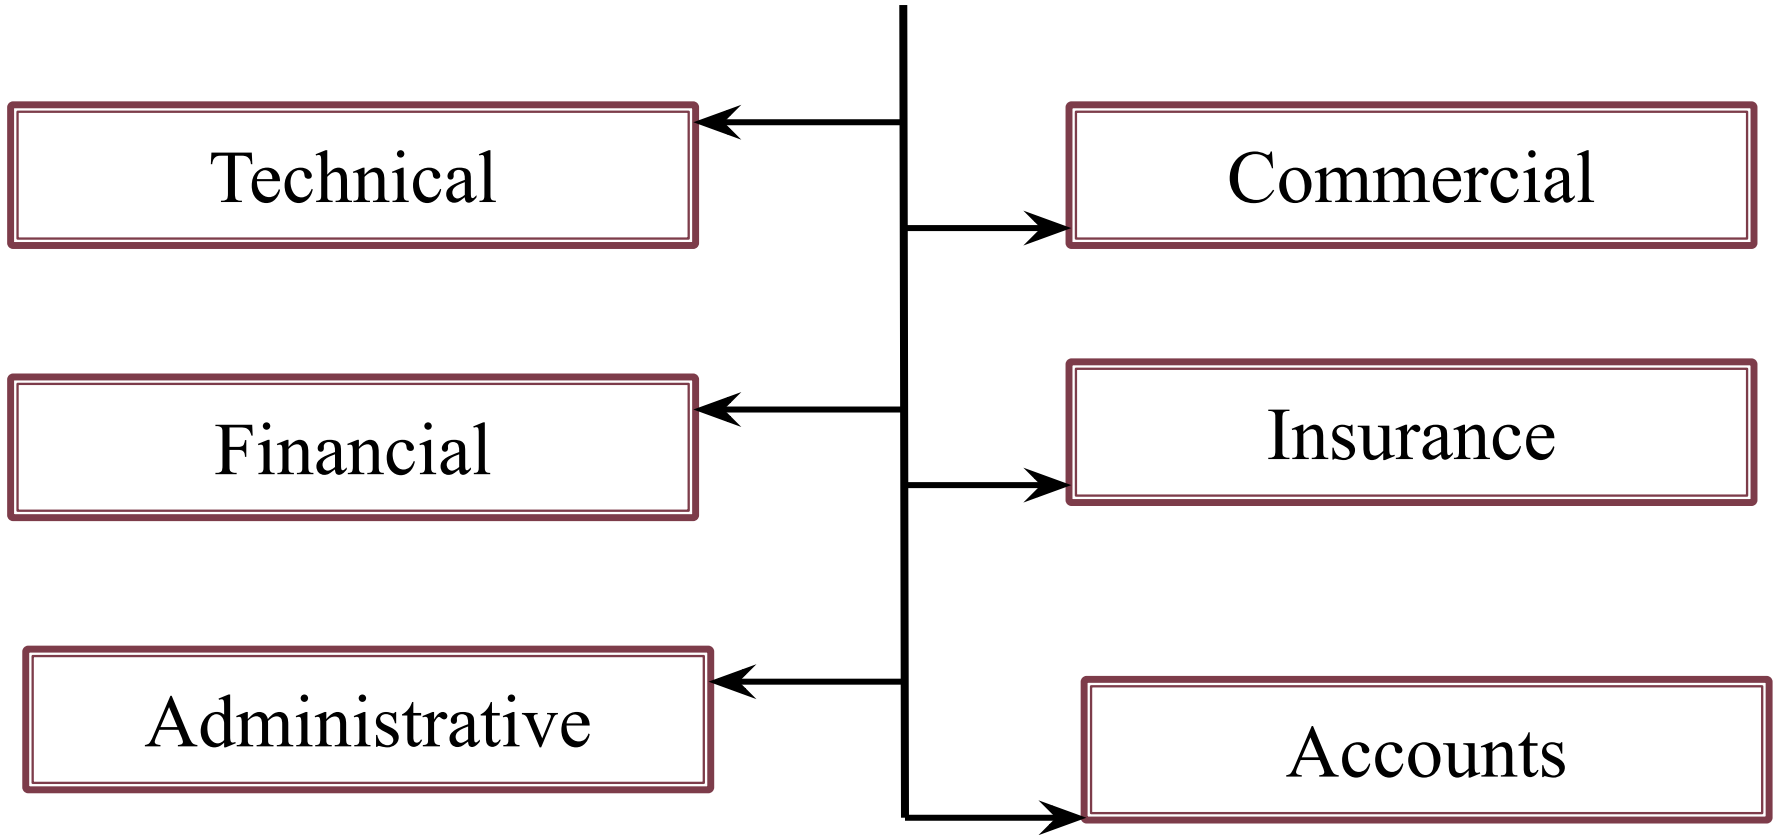 Technical
Commercial
Financial
Insurance
Administrative
Accounts